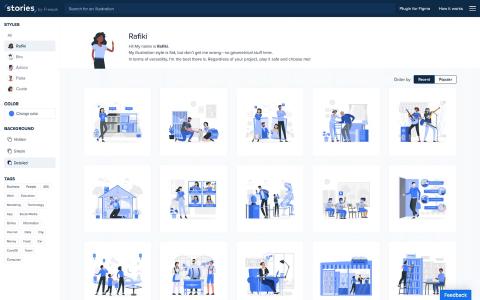 stories by Freepik
Search for an illustration
Plugin for Figma
How it works
STYLES
All
Rafiki
Bro
Amico
Pana
Cuate
COLOR
Change color
BACKGROUND
Hidden
Simple
Detailed
TAGS
Business People SEO
Work Education
Marketing Technology
App Social Media
Online Information
Internet Data City
Money Food Car
Covid19 Town
Computer
Rafiki
Hi! My name is Rafiki.
My illustration style is flat, but don't get me wrong—no geometrical stuff here.
In terms of versatility, I'm the best there is. Regardless of your project, play it safe and choose me!
Order by Recent Popular
Feedback